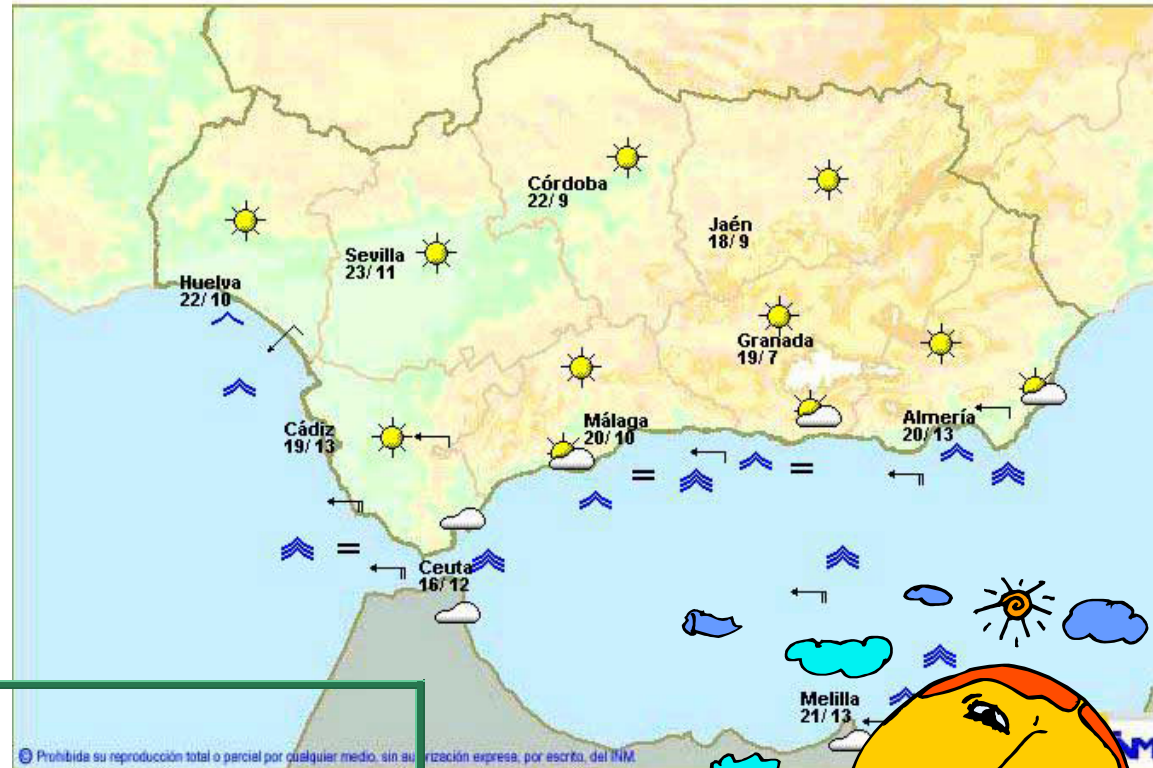 Córdoba
22/ 9
Jaén
18/ 9
Sevilla
23/ 11
Huelva
22/ 10
Granada
19/ 7
Málaga
20/ 10
Almería
20/ 13
Cádiz
19/ 13
Ceuta
16/ 12
Melilla
21/ 13
© Prohibida su reproducción total o parcial por cualquier medio, sin su expresa, por escrito, del INM.